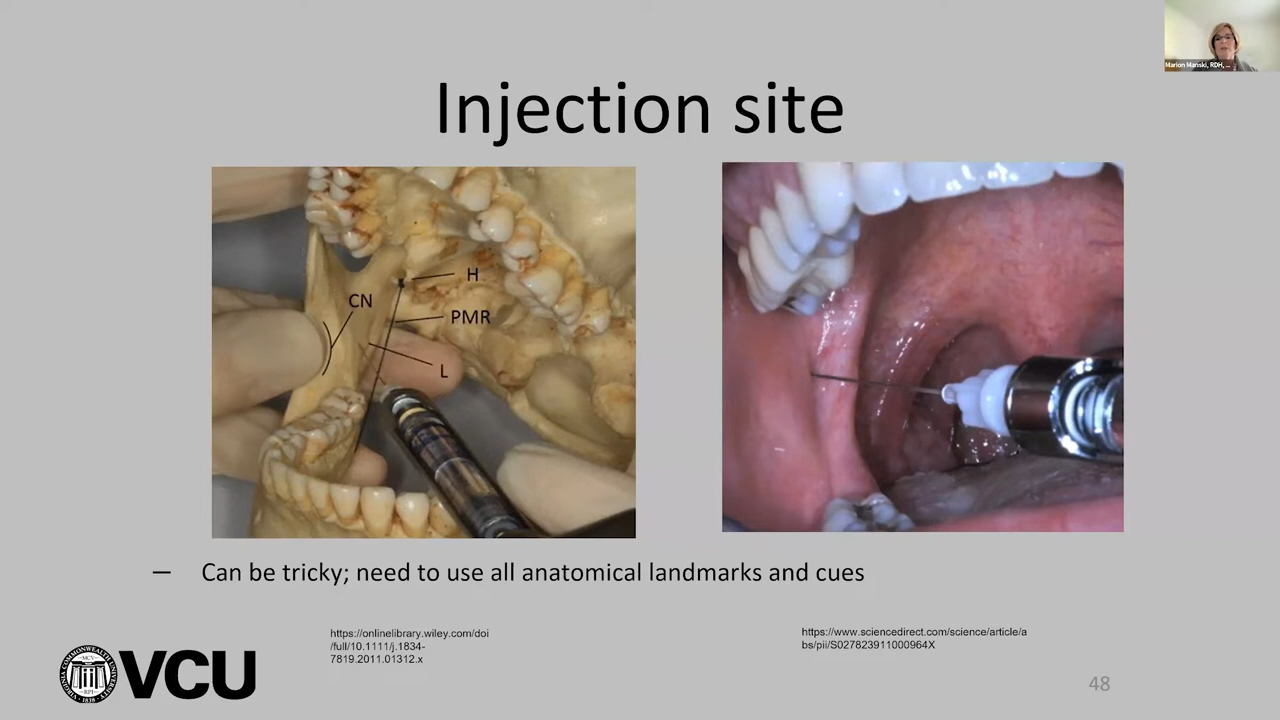 Marion Manski, RDH, ...
Injection site
H
CN
PMR
L
— Can be tricky; need to use all anatomical landmarks and cues
https://onlinelibrary.wiley.com/doi
/full/10.1111/j.1834-
7819.2011.01312.x
https://www.sciencedirect.com/science/article/a
bs/pii/S027823911000964X
VCU
48